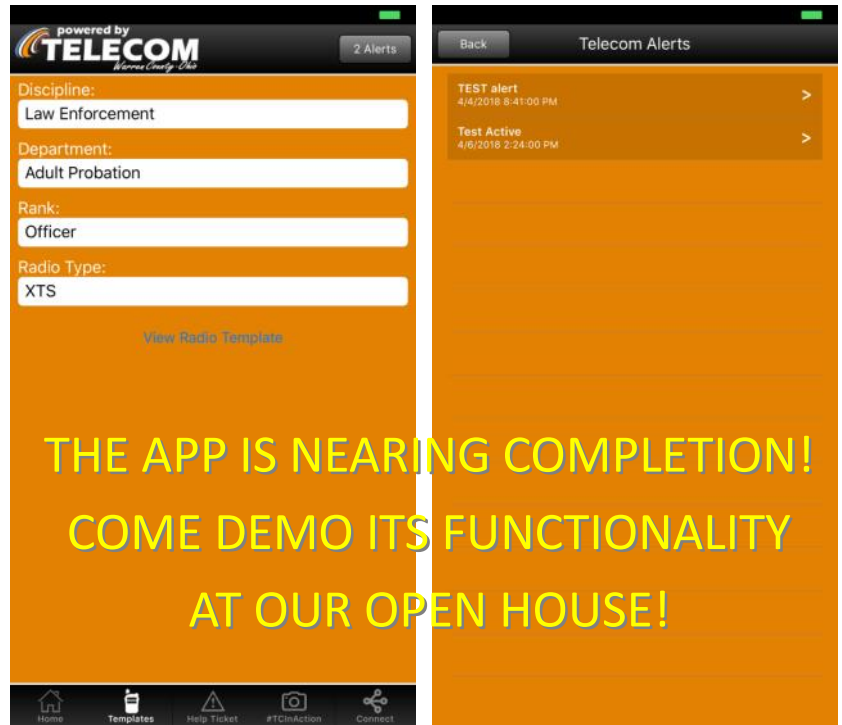 powered by
TELECOM
Warren County · Ohio
2 Alerts
Discipline:
Law Enforcement
Department:
Adult Probation
Rank:
Officer
Radio Type:
XTS
View Radio Template
Home
Templates
Help Ticket
#TCInAction
Connect
Back
Telecom Alerts
TEST alert
4/4/2018 8:41:00 PM
>
Test Active
4/6/2018 2:24:00 PM
>
THE APP IS NEARING COMPLETION!
COME DEMO ITS FUNCTIONALITY
AT OUR OPEN HOUSE!